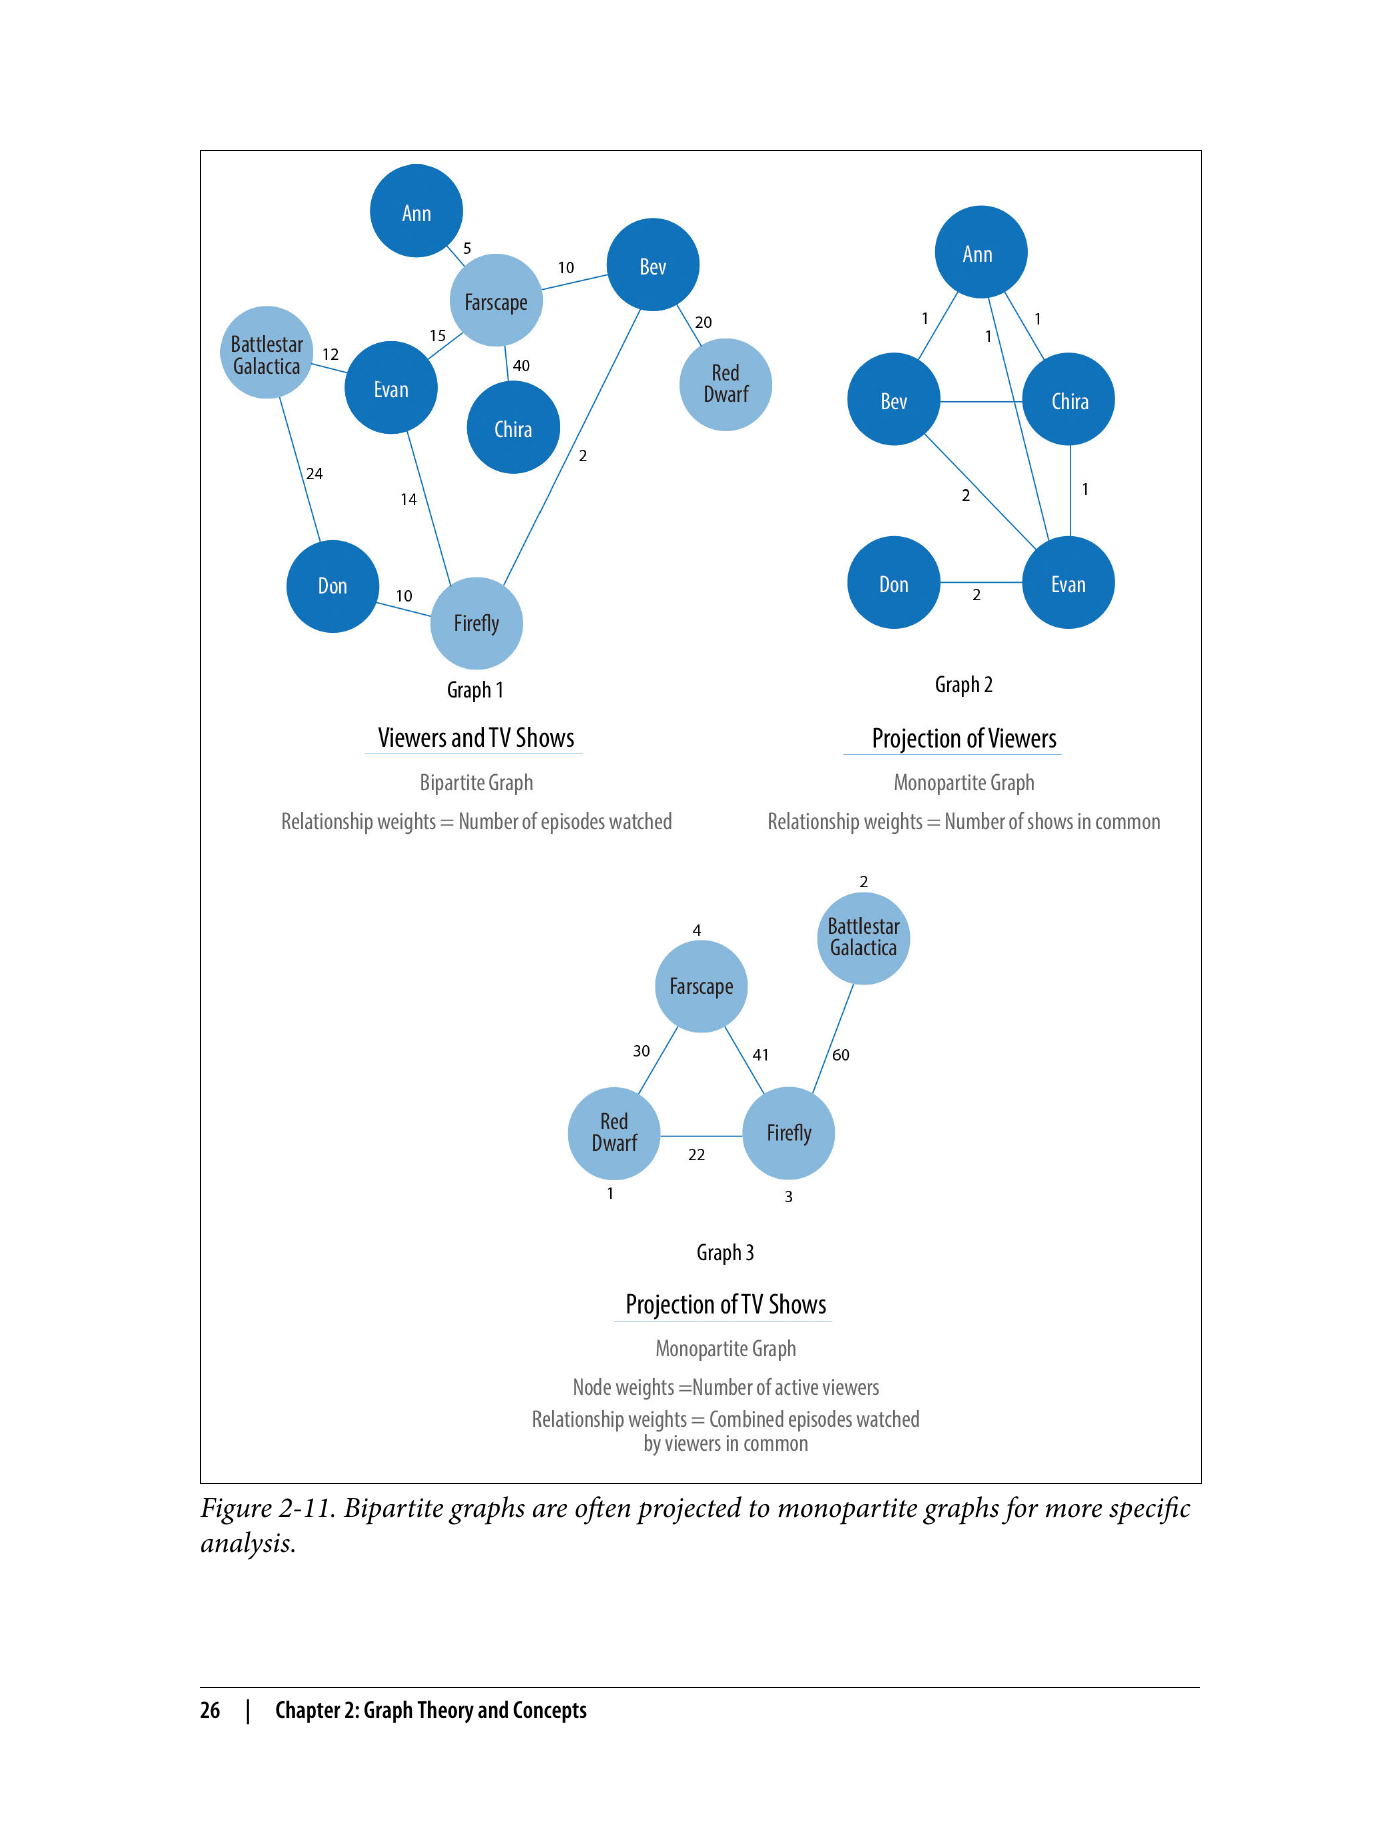 Ann
5
Farscape
10
Bev
20
Red
Dwarf
Battlestar
Galactica
12
15
Evan
40
Chira
2
24
14
Don
10
Firefly
Graph 1
Viewers and TV Shows
Bipartite Graph
Relationship weights = Number of episodes watched
Ann
1
1
1
Bev
Chira
2
1
Don
2
Evan
Graph 2
Projection of Viewers
Monopartite Graph
Relationship weights = Number of shows in common
2
Battlestar
Galactica
4
Farscape
30
41
60
Red
Dwarf
22
Firefly
1
3
Graph 3
Projection of TV Shows
Monopartite Graph
Node weights =Number of active viewers
Relationship weights = Combined episodes watched
by viewers in common
Figure 2-11. Bipartite graphs are often projected to monopartite graphs for more specific
analysis.
26 | Chapter 2: Graph Theory and Concepts